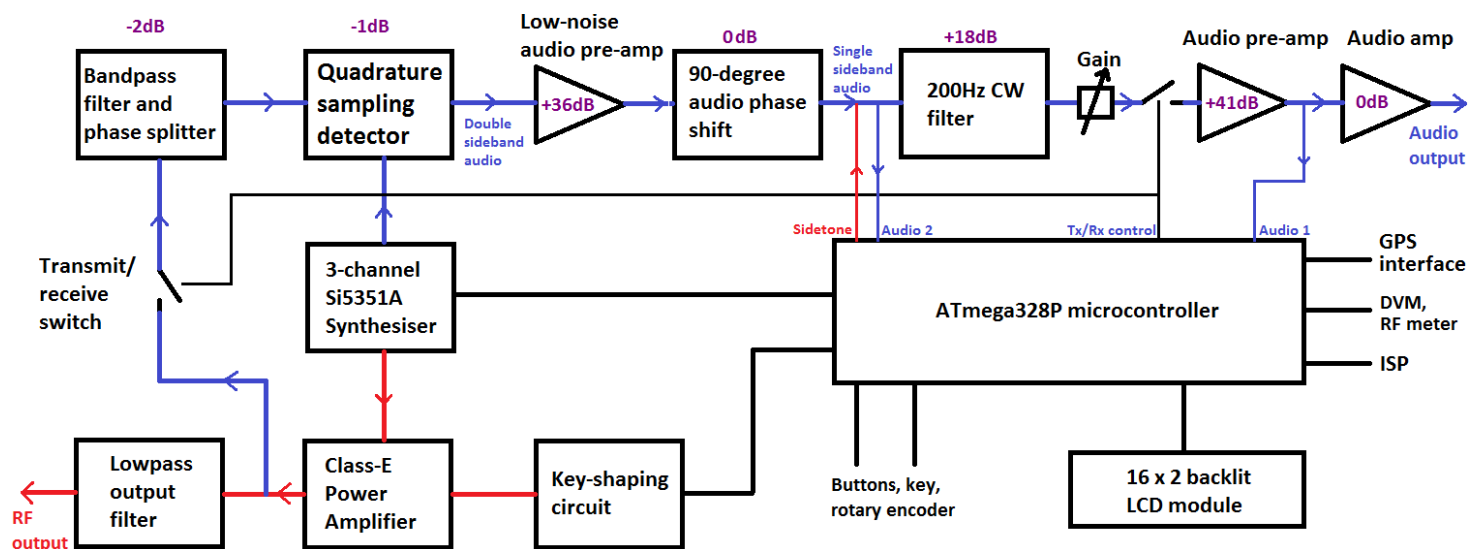 -2dB
Bandpass
filter and
phase splitter
-1dB
Quadrature
sampling
detector
Double
sideband
audio
Low-noise
audio pre-amp
+36dB
0dB
90-degree
audio phase
shift
Single
sideband
audio
+18dB
200Hz CW
filter
Gain
Audio pre-amp
+41dB
Audio amp
0dB
Audio
output
Sidetone
Audio 2
Tx/Rx control
Audio 1
Transmit/
receive
switch
3-channel
Si5351A
Synthesiser
ATmega328P microcontroller
GPS
interface
DVM,
RF meter
ISP
RF
output
Lowpass
output
filter
Class-E
Power
Amplifier
Key-shaping
circuit
Buttons, key,
rotary encoder
16 x 2 backlit
LCD module